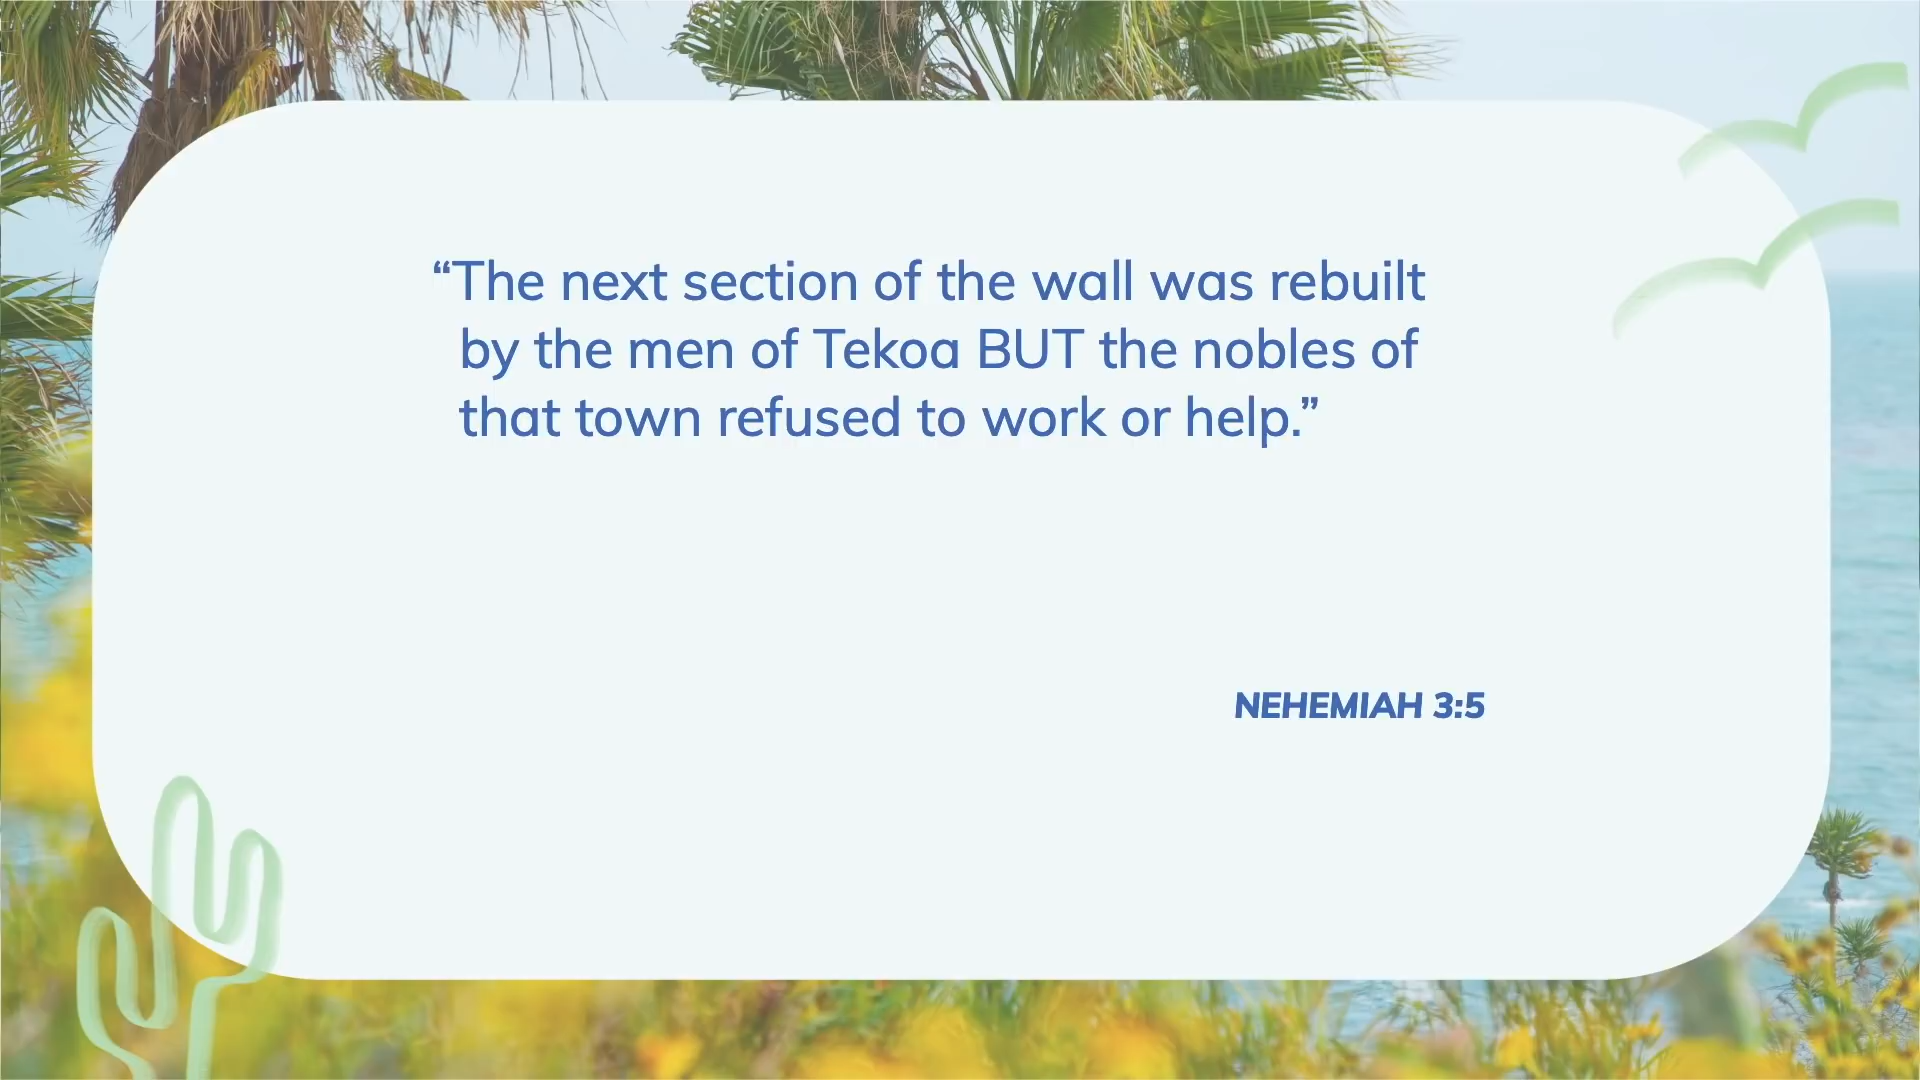 “The next section of the wall was rebuilt
by the men of Tekoa BUT the nobles of
that town refused to work or help.”
NEHEMIAH 3:5